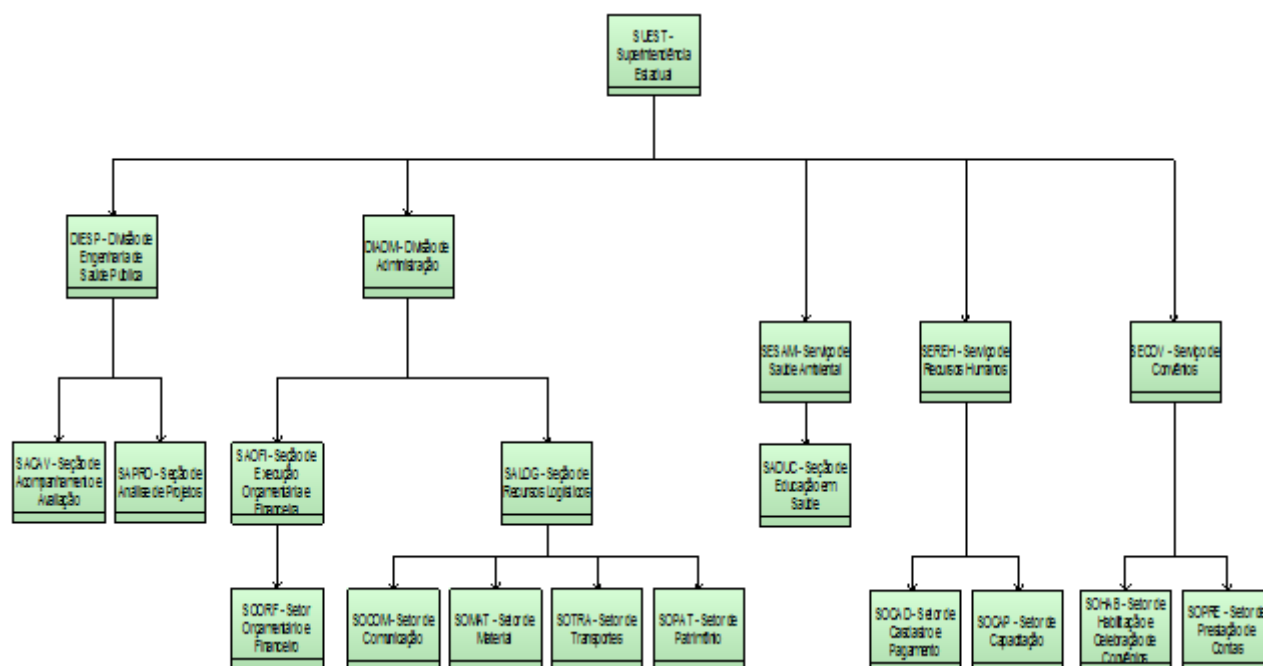 SUEST -
Superintendência
Estadual
DIESP - Divisão de
Engenharia de
Saúde Pública
DIADM - Divisão de
Administração
SESAM - Serviço de
Saúde Ambiental
SEREH - Serviço de
Recursos Humanos
SECOV - Serviço de
Convênios
SACAV - Seção de
Acompanhamento e
Avaliação
SAPRO - Seção de
Análise de Projetos
SAOFI - Seção de
Execução
Orçamentária e
Financeira
SALOG - Seção de
Recursos Logísticos
SADUC - Seção de
Educação em
Saúde
SOORF - Setor
Orçamentário e
Financeiro
SOCOM - Setor de
Comunicação
SOMAT - Setor de
Material
SOTRA - Setor de
Transportes
SOPAT - Setor de
Patrimônio
SOCAD - Setor de
Cadastro e
Pagamento
SOCAP - Setor de
Capacitação
SOHAB - Setor de
Habilitação e
Celebração de
Convênios
SOPRE - Setor de
Prestação de
Contas